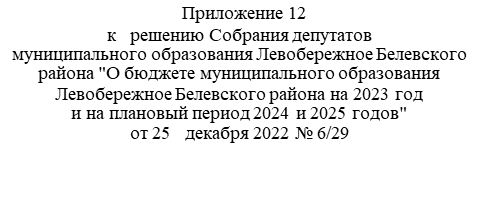 Приложение 12
к решению Собрания депутатов
муниципального образования Левобережное Белевского
района "О бюджете муниципального образования
Левобережное Белевского района на 2023 год
и на плановый период 2024 и 2025 годов"
от 25 декабря 2022 № 6/29